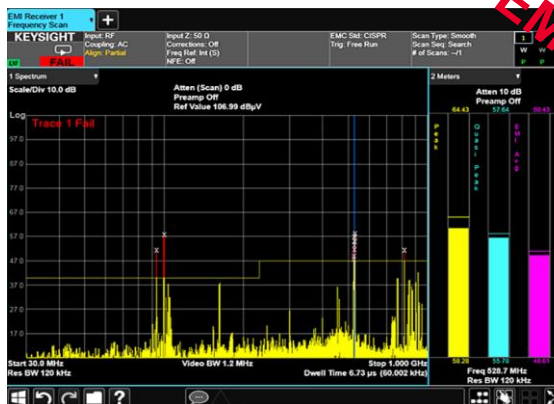 EMI Receiver 1
Frequency Scan
KEYSIGHT
Input: RF
Coupling: AC
Align: Partial
Input Z: 50 Ω
Corrections: Off
Freq Ref: Int (S)
NFE: Off
EMC Std: CISPR
Trig: Free Run
Scan Type: Smooth
Scan Seq: Search
# of Scans: --/1
1
W W
P P
FAIL
1 Spectrum
Scale/Div 10.0 dB
Atten (Scan) 0 dB
Preamp Off
Ref Value 106.99 dBµV
Log
Trace 1 Fail
97.0
87.0
77.0
67.0
57.0
47.0
37.0
27.0
17.0
Start 30.0 MHz
Res BW 120 kHz
Video BW 1.2 MHz
Stop 1.000 GHz
Dwell Time 6.73 µs (60.002 kHz)
2 Meters
Atten 10 dB
Preamp Off
64.43 57.64 50.43
Peak
Quasi Peak
EMI Avg
58.28 55.78 48.61
Freq 528.7 MHz
Res BW 120 kHz
?
EM